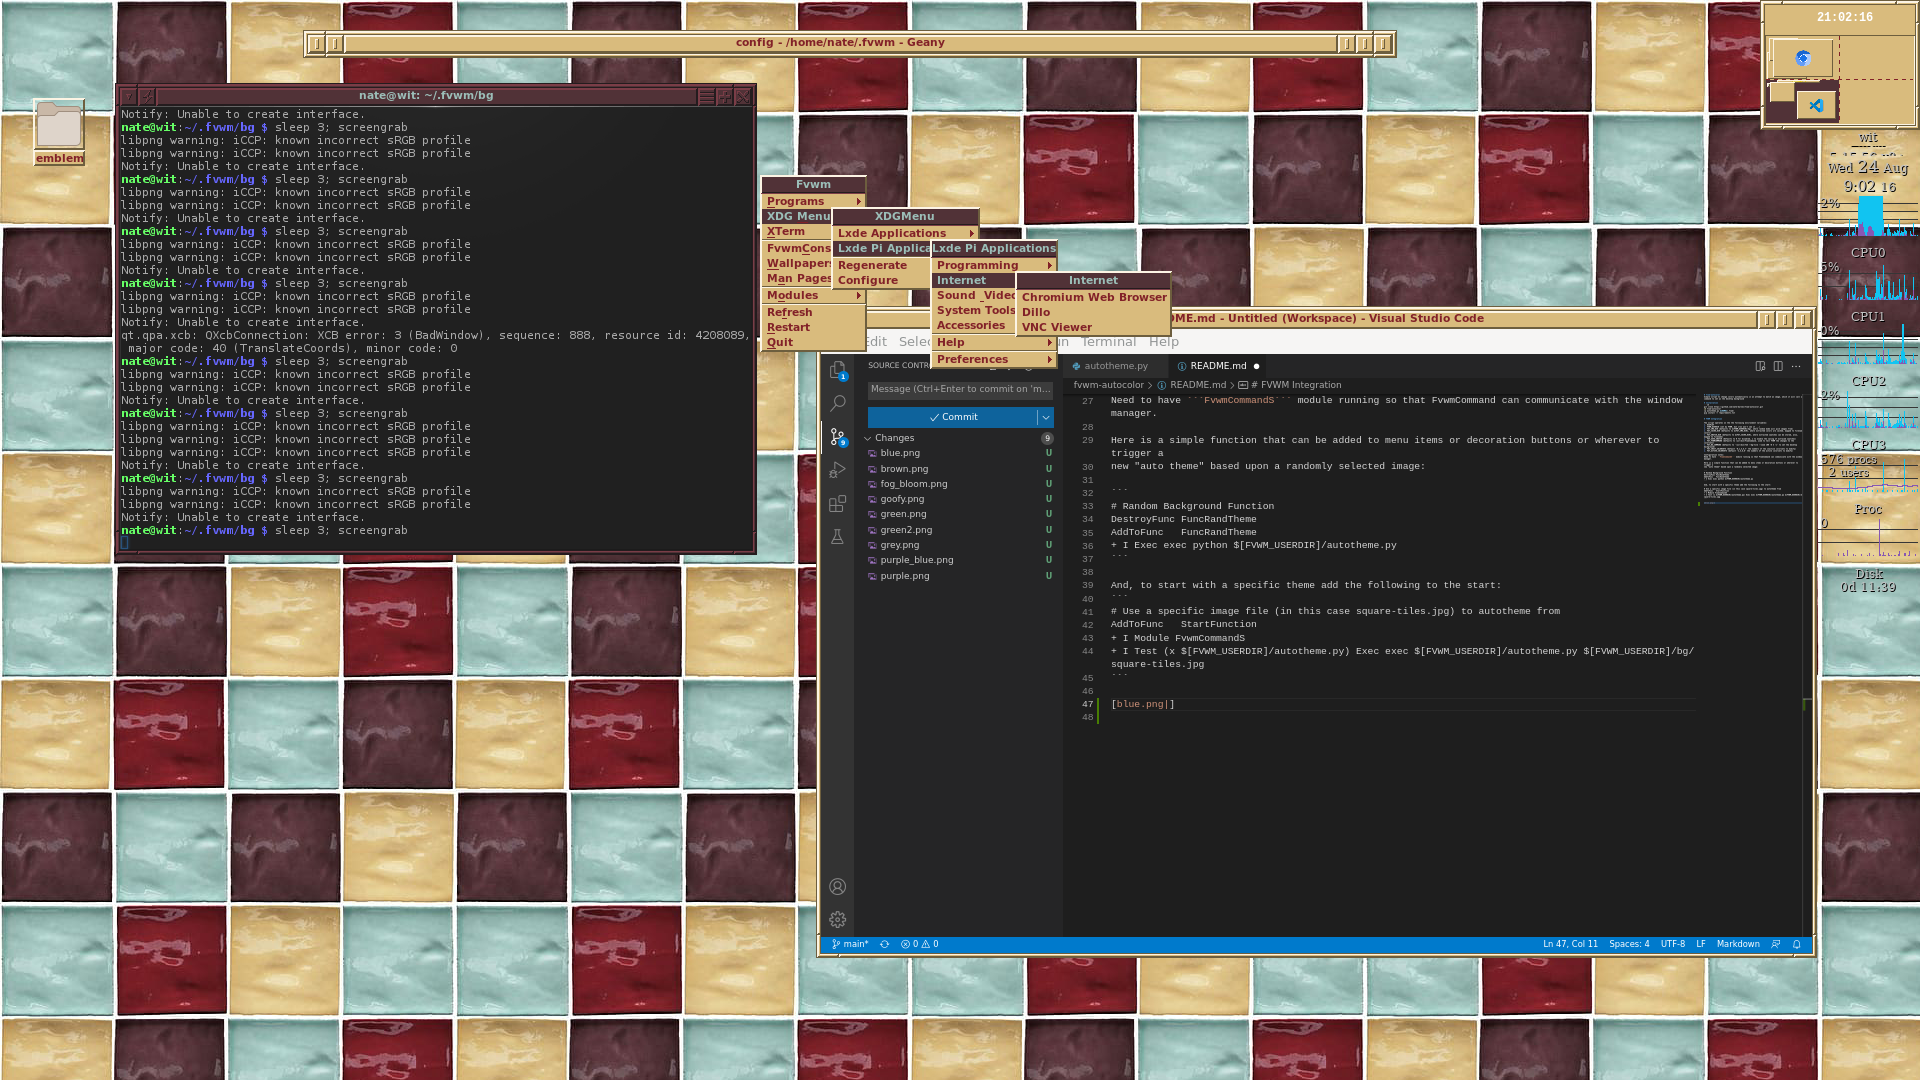 config - /home/nate/.fvwm - Geany
21:02:16
emblem
nate@wit: ~/.fvwm/bg
Notify: Unable to create interface.
nate@wit:~/.fvwm/bg $ sleep 3; screengrab
libpng warning: iCCP: known incorrect sRGB profile
libpng warning: iCCP: known incorrect sRGB profile
Notify: Unable to create interface.
nate@wit:~/.fvwm/bg $ sleep 3; screengrab
libpng warning: iCCP: known incorrect sRGB profile
libpng warning: iCCP: known incorrect sRGB profile
Notify: Unable to create interface.
nate@wit:~/.fvwm/bg $ sleep 3; screengrab
libpng warning: iCCP: known incorrect sRGB profile
libpng warning: iCCP: known incorrect sRGB profile
Notify: Unable to create interface.
nate@wit:~/.fvwm/bg $ sleep 3; screengrab
libpng warning: iCCP: known incorrect sRGB profile
libpng warning: iCCP: known incorrect sRGB profile
Notify: Unable to create interface.
qt.qpa.xcb: QXcbConnection: XCB error: 3 (BadWindow), sequence: 888, resource id: 4208089,
major code: 40 (TranslateCoords), minor code: 0
nate@wit:~/.fvwm/bg $ sleep 3; screengrab
libpng warning: iCCP: known incorrect sRGB profile
libpng warning: iCCP: known incorrect sRGB profile
Notify: Unable to create interface.
nate@wit:~/.fvwm/bg $ sleep 3; screengrab
libpng warning: iCCP: known incorrect sRGB profile
libpng warning: iCCP: known incorrect sRGB profile
libpng warning: iCCP: known incorrect sRGB profile
Notify: Unable to create interface.
nate@wit:~/.fvwm/bg $ sleep 3; screengrab
libpng warning: iCCP: known incorrect sRGB profile
libpng warning: iCCP: known incorrect sRGB profile
Notify: Unable to create interface.
nate@wit:~/.fvwm/bg $ sleep 3; screengrab
Fvwm
Programs
XDG Menu
XTerm
FvwmCons
Wallpapers
Man Pages
Modules
Refresh
Restart
Quit
XDGMenu
Lxde Applications
Lxde Pi Applica
Regenerate
Configure
Lxde Pi Applications
Programming
Internet
Sound _Video
System Tools
Accessories
Help
Preferences
Internet
Chromium Web Browser
Dillo
VNC Viewer
ME.md - Untitled (Workspace) - Visual Studio Code
Edit Selec un Terminal Help
SOURCE CONTR
Message (Ctrl+Enter to commit on 'm...
Commit
Changes 9
blue.png U
brown.png U
fog_bloom.png U
goofy.png U
green.png U
green2.png U
grey.png U
purple_blue.png U
purple.png U
autotheme.py README.md
fvwm-autocolor > README.md > # FVWM Integration
27 Need to have ```FvwmCommandS``` module running so that FvwmCommand can communicate with the window
manager.
28
29 Here is a simple function that can be added to menu items or decoration buttons or wherever to
trigger a
30 new "auto theme" based upon a randomly selected image:
31
32 ```
33 # Random Background Function
34 DestroyFunc FuncRandTheme
35 AddToFunc   FuncRandTheme
36 + I Exec exec python $[FVWM_USERDIR]/autotheme.py
37 ```
38
39 And, to start with a specific theme add the following to the start:
40 ```
41 # Use a specific image file (in this case square-tiles.jpg) to autotheme from
42 AddToFunc   StartFunction
43 + I Module FvwmCommandS
44 + I Test (x $[FVWM_USERDIR]/autotheme.py) Exec exec $[FVWM_USERDIR]/autotheme.py $[FVWM_USERDIR]/bg/
square-tiles.jpg
45 ```
46
47 [blue.png|]
48
1
9
main* 0 0
Ln 47, Col 11 Spaces: 4 UTF-8 LF Markdown
wit
Wed 24 Aug
9:02 16
2%
CPU0
5%
CPU1
0%
CPU2
2%
CPU3
576 procs
2 users
Proc
0
Disk
0d 11:39